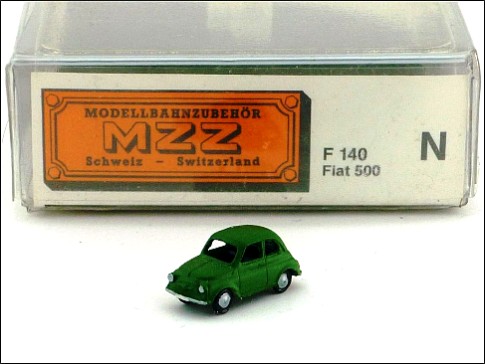 MODELLBAHNZUBEHÖR
MZZ
Schweiz – Switzerland
F 140
Fiat 500
N